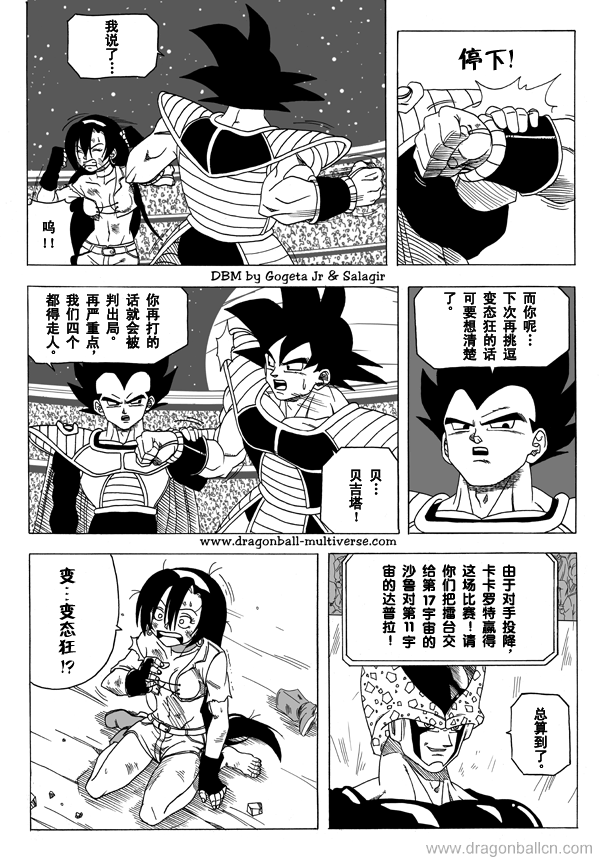 我说了…
呜!!
停下!
DBM by Gogeta Jr & Salagir
你再打的
话就会被
判出局。
再严重点,
我们四个
都得走人。
贝…
贝吉塔!
而你呢…
下次再挑逗
变态狂的话
可要想清楚
了。
www.dragonball-multiverse.com
变…
变态
狂!?
由于对手投降,
卡卡罗特赢得
这场比赛!请
你们把擂台交
给第17宇宙的
沙鲁对第11宇
宙的达普拉!
总算
到了。
www.dragonballcn.com